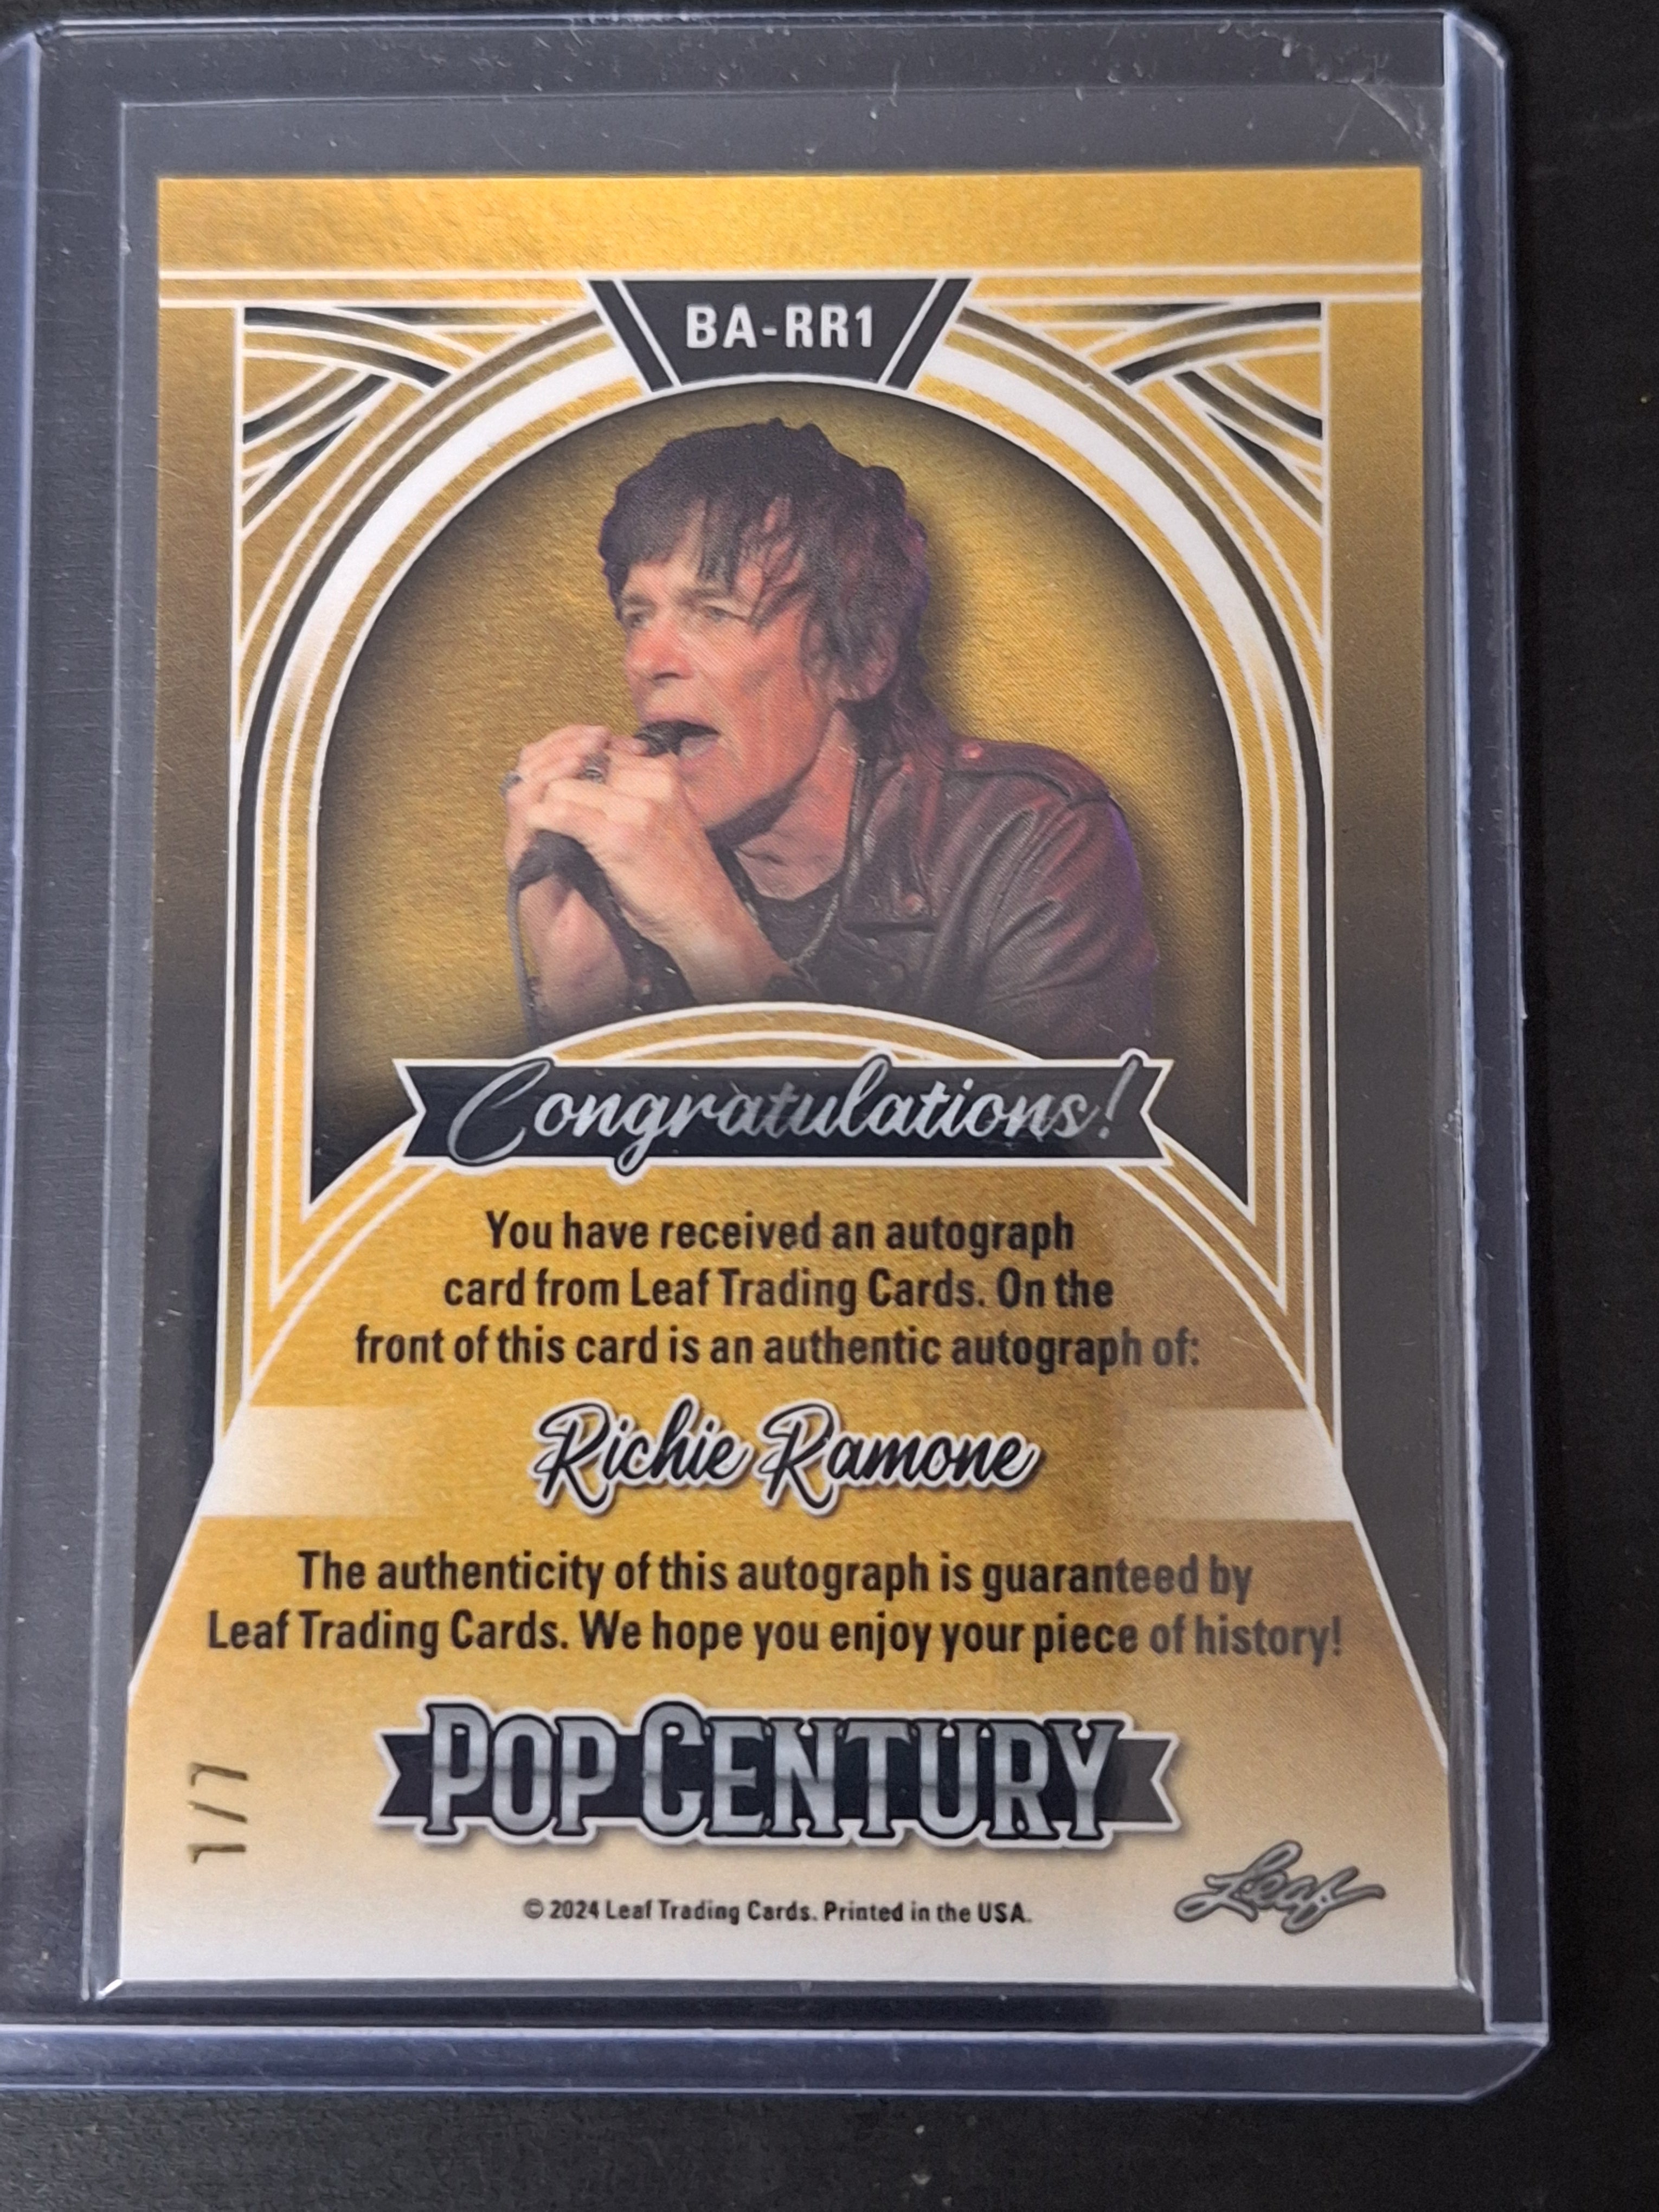 BA-RR1
Congratulations!
You have received an autograph
card from Leaf Trading Cards. On the
front of this card is an authentic autograph of:
Richie Ramone
The authenticity of this autograph is guaranteed by
Leaf Trading Cards. We hope you enjoy your piece of history!
POP CENTURY
1/7
© 2024 Leaf Trading Cards. Printed in the USA.
Leaf